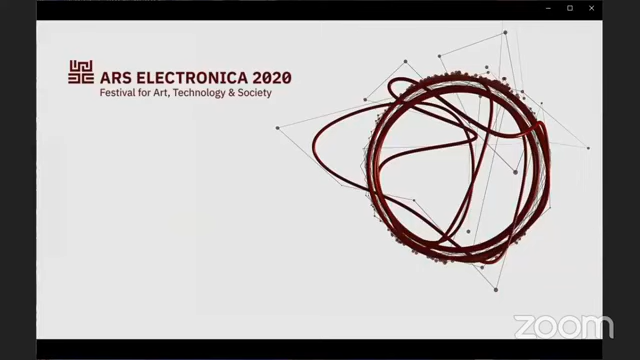 ARS ELECTRONICA 2020
Festival for Art, Technology & Society
zoom